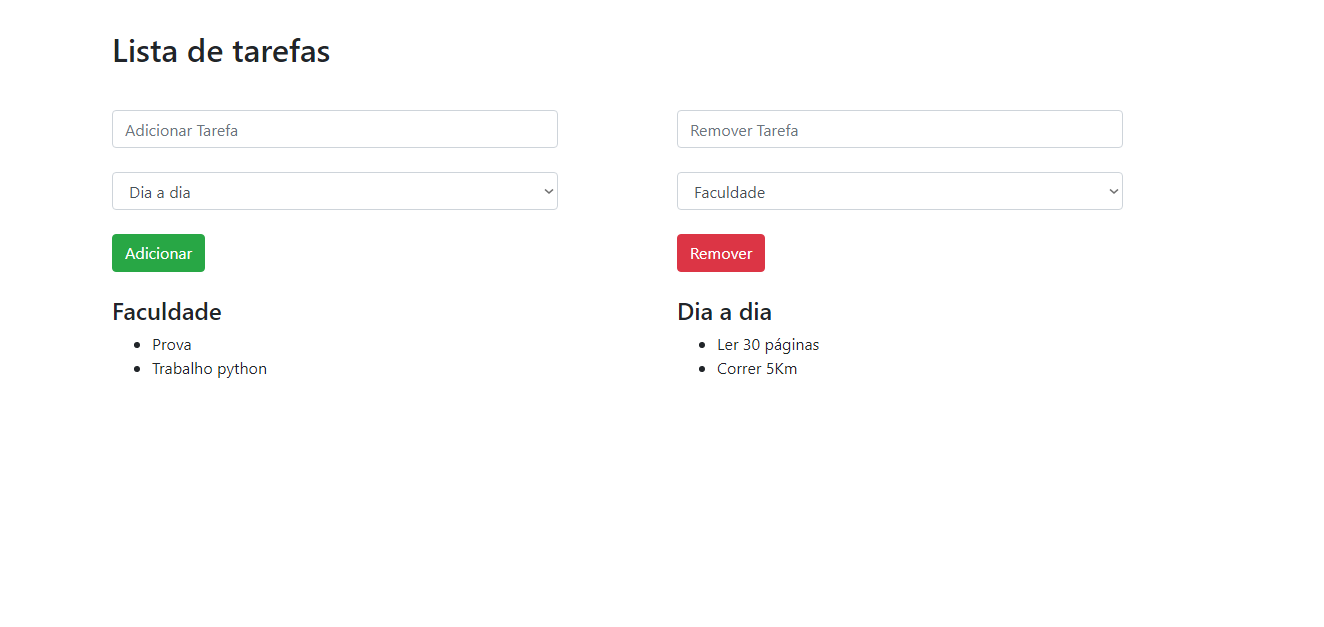 Lista de tarefas
Adicionar Tarefa
Dia a dia
Adicionar
Remover Tarefa
Faculdade
Remover
Faculdade
Prova
Trabalho python
Dia a dia
Ler 30 páginas
Correr 5Km